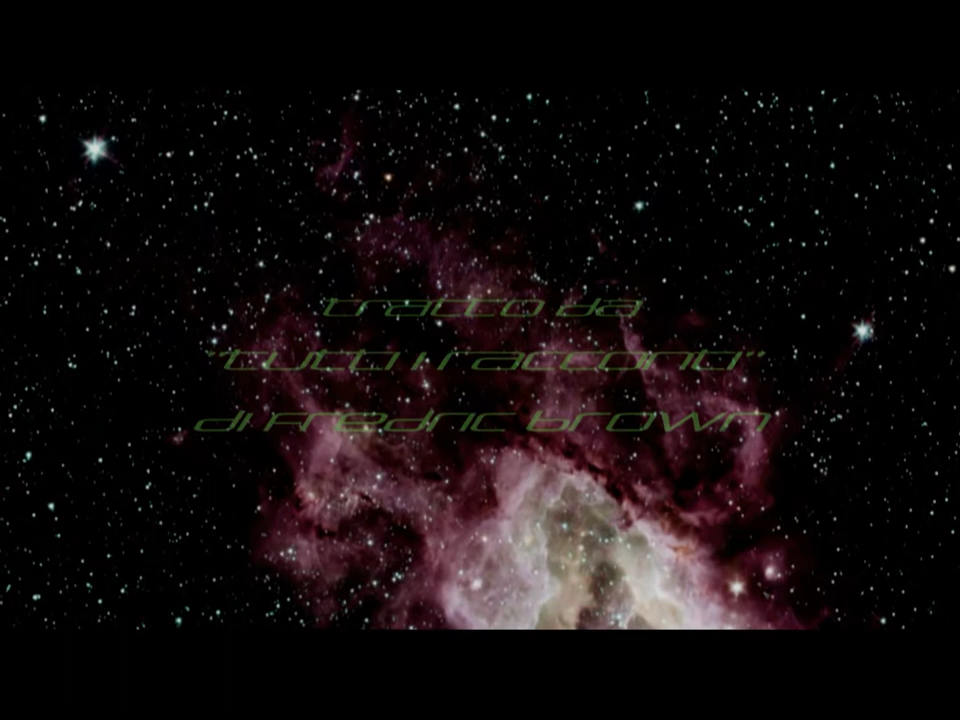 tratto da
"tutti i racconti"
di fredric brown